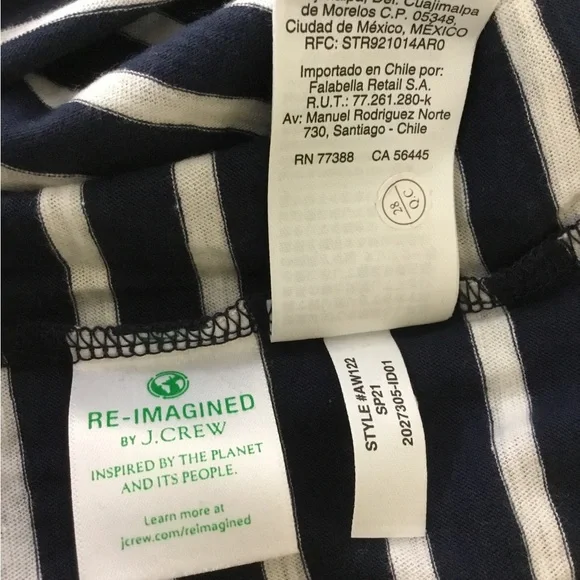 de Morelos C.P. 05348,
Ciudad de México, MÉXICO
RFC: STR921014AR0
Importado en Chile por:
Falabella Retail S.A.
R.U.T.: 77.261.280-k
Av: Manuel Rodriguez Norte
730, Santiago - Chile
RN 77388 CA 56445
QC
28
RE-IMAGINED
BY J.CREW
INSPIRED BY THE PLANET
AND ITS PEOPLE.
Learn more at
jcrew.com/reimagined
STYLE #AW122
SP21
2027305-ID01